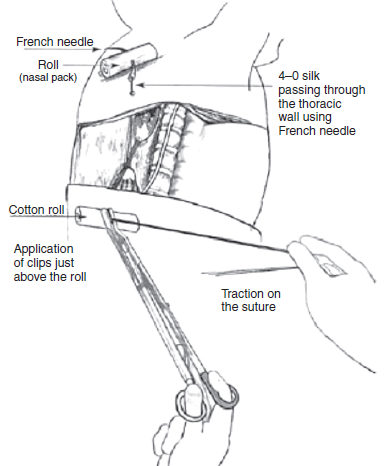 French needle
Roll
(nasal pack)
4–0 silk
passing through
the thoracic
wall using
French needle
Cotton roll
Application
of clips just
above the roll
Traction on
the suture